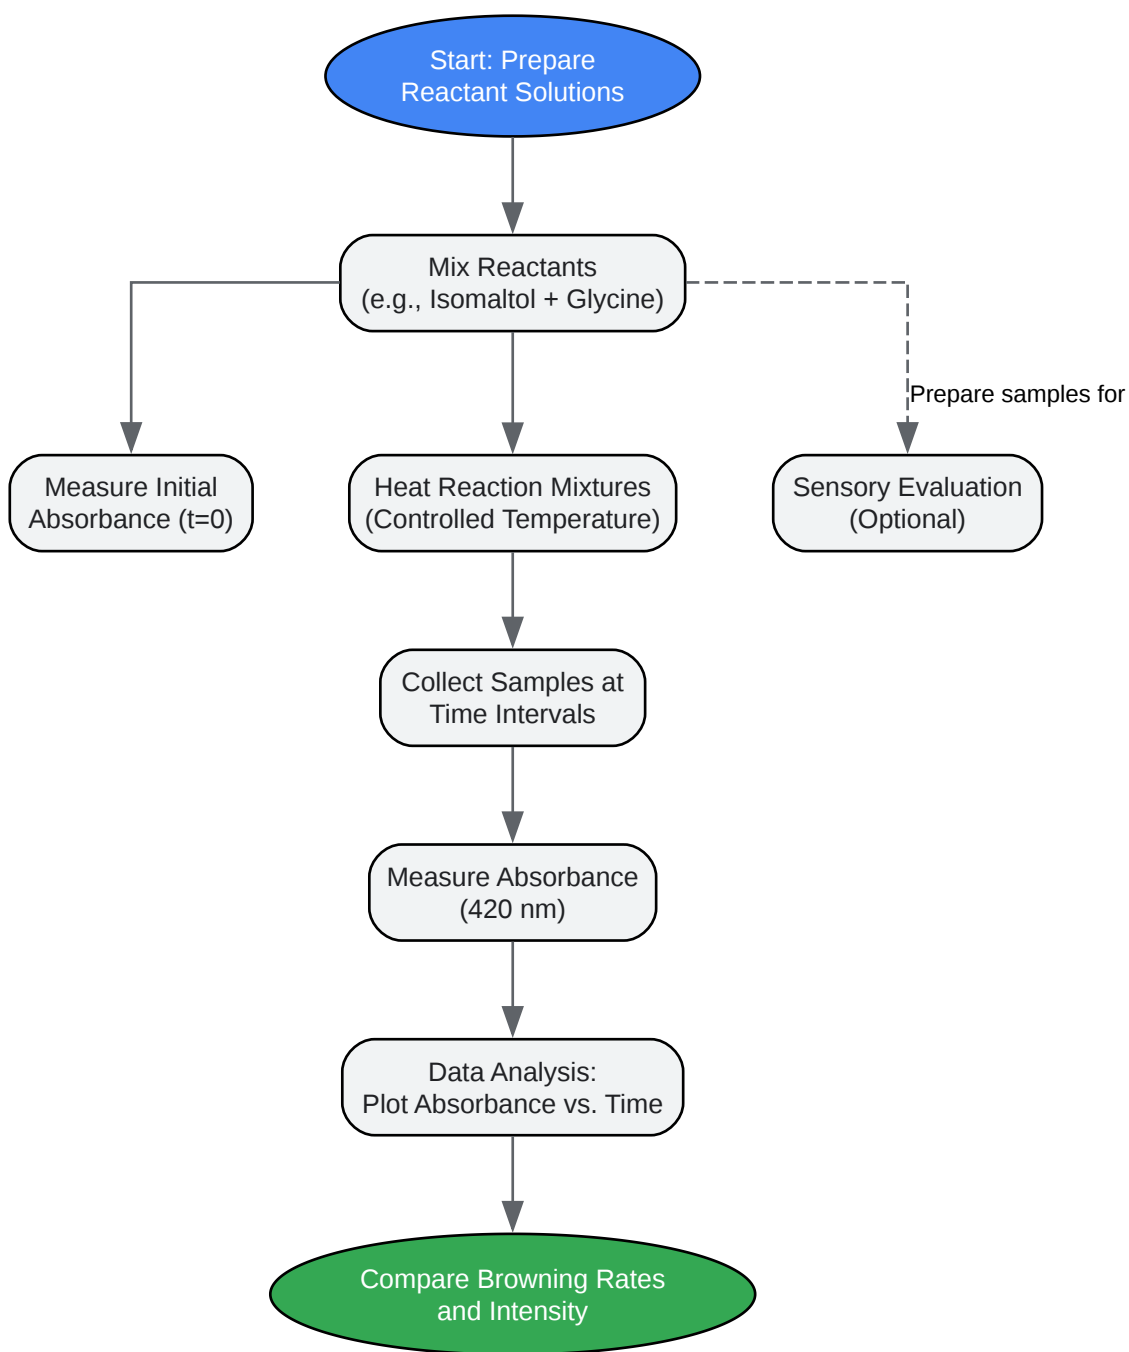 Start: Prepare
Reactant Solutions
Mix Reactants
(e.g., Isomaltol + Glycine)
Prepare samples for
Measure Initial
Absorbance (t=0)
Heat Reaction Mixtures
(Controlled Temperature)
Sensory Evaluation
(Optional)
Collect Samples at
Time Intervals
Measure Absorbance
(420 nm)
Data Analysis:
Plot Absorbance vs. Time
Compare Browning Rates
and Intensity